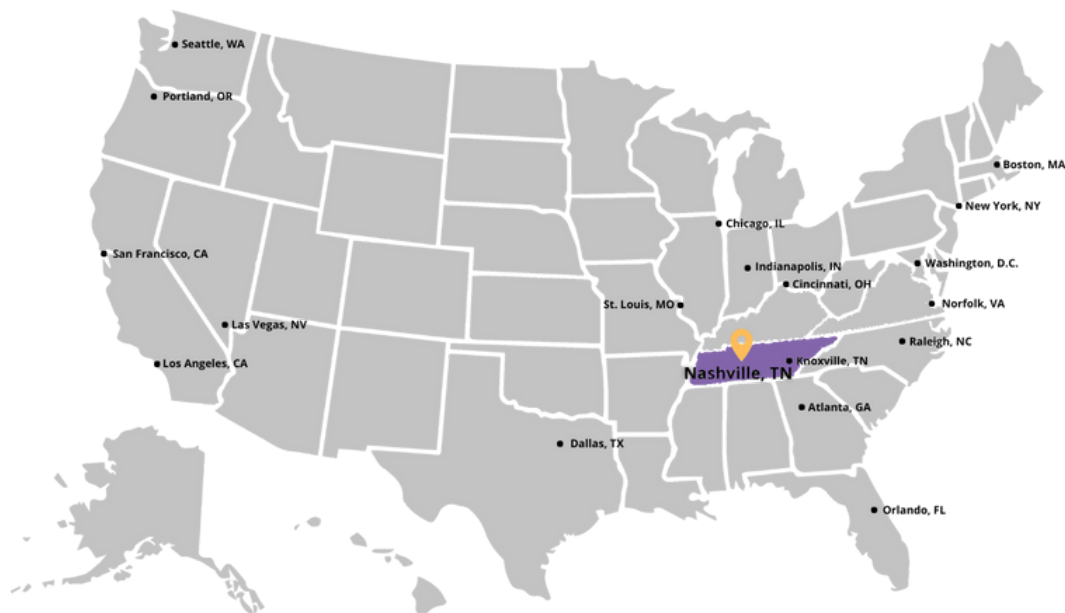 Seattle, WA
Portland, OR
Boston, MA
New York, NY
Chicago, IL
San Francisco, CA
Washington, D.C.
Indianapolis, IN
Cincinnati, OH
St. Louis, MO
Norfolk, VA
Las Vegas, NV
Raleigh, NC
Los Angeles, CA
Knoxville, TN
Nashville, TN
Atlanta, GA
Dallas, TX
Orlando, FL